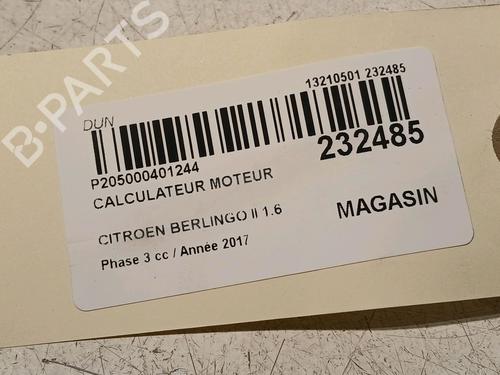 B-PARTS
DUN
13210501 232485
P205000401244
232485
CALCULATEUR MOTEUR
CITROEN BERLINGO II 1.6
MAGASIN
Phase 3 cc / Année 2017